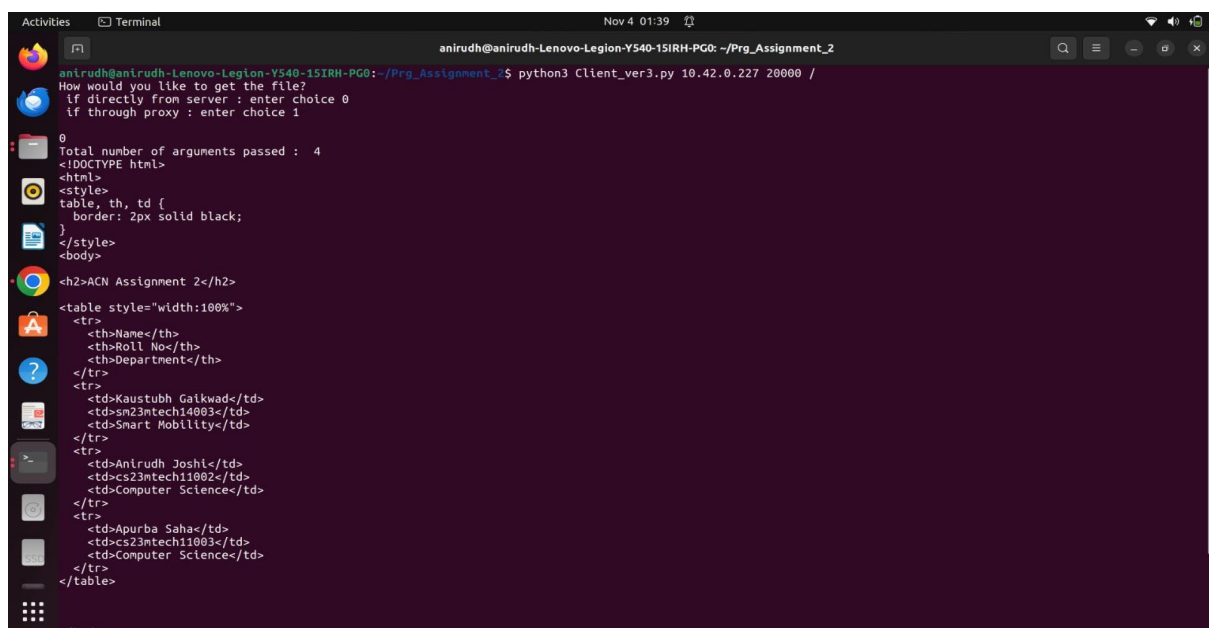 Activities Terminal Nov 4 01:39
anirudh@anirudh-Lenovo-Legion-Y540-15IRH-PG0: ~/Prg_Assignment_2
anirudh@anirudh-Lenovo-Legion-Y540-15IRH-PG0:~/Prg_Assignment_2$ python3 Client_ver3.py 10.42.0.227 20000 /
How would you like to get the file?
 if directly from server : enter choice 0
 if through proxy : enter choice 1

0
Total number of arguments passed :  4
<!DOCTYPE html>
<html>
<style>
table, th, td {
  border: 2px solid black;
}
</style>
<body>

<h2>ACN Assignment 2</h2>

<table style="width:100%">
  <tr>
    <th>Name</th>
    <th>Roll No</th>
    <th>Department</th>
  </tr>
  <tr>
    <td>Kaustubh Gaikwad</td>
    <td>sm23mtech14003</td>
    <td>Smart Mobility</td>
  </tr>
  <tr>
    <td>Anirudh Joshi</td>
    <td>cs23mtech11002</td>
    <td>Computer Science</td>
  </tr>
  <tr>
    <td>Apurba Saha</td>
    <td>cs23mtech11003</td>
    <td>Computer Science</td>
  </tr>
</table>
SSD